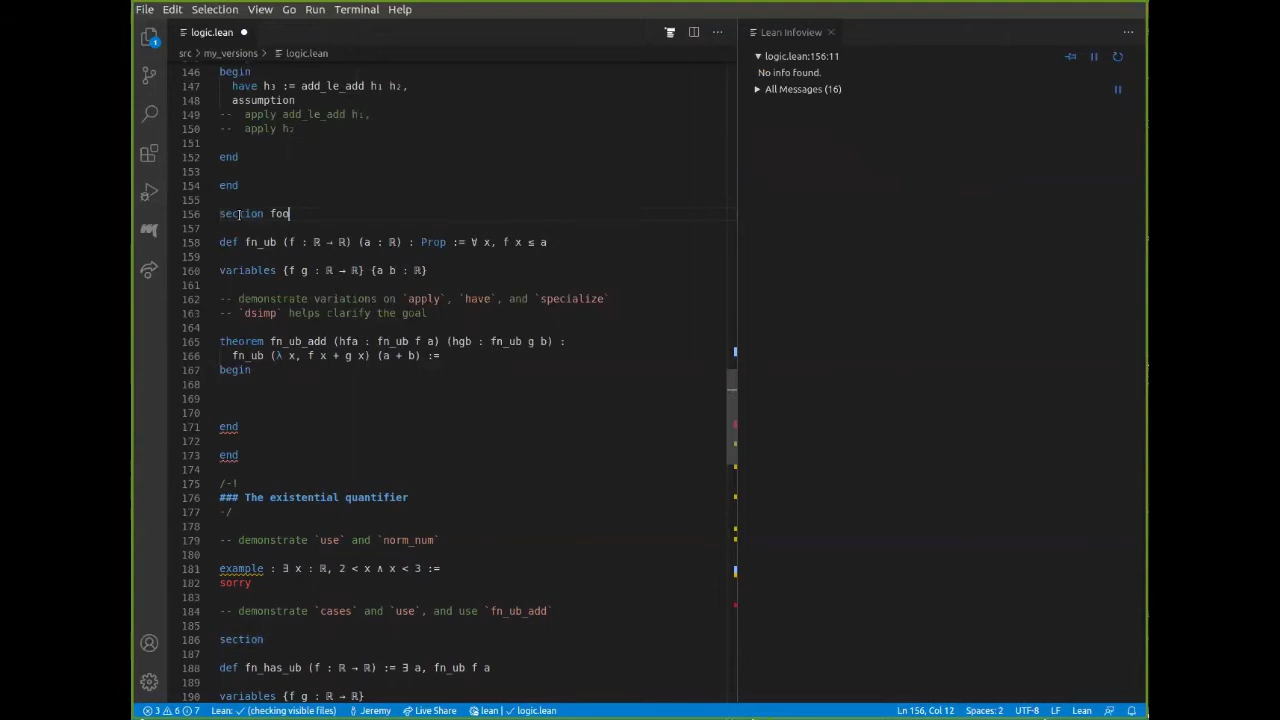 File Edit Selection View Go Run Terminal Help
logic.lean
Lean Infoview
src > my_versions > logic.lean
logic.lean:156:11
No info found.
All Messages (16)
146 begin
147   have h₃ := add_le_add h₁ h₂,
148   assumption
149 --  apply add_le_add h₁,
150 --  apply h₂
151
152 end
153
154 end
155
156 section foo
157
158 def fn_ub (f : ℝ → ℝ) (a : ℝ) : Prop := ∀ x, f x ≤ a
159
160 variables {f g : ℝ → ℝ} {a b : ℝ}
161
162 -- demonstrate variations on `apply`, `have`, and `specialize`
163 -- `dsimp` helps clarify the goal
164
165 theorem fn_ub_add (hfa : fn_ub f a) (hgb : fn_ub g b) :
166   fn_ub (λ x, f x + g x) (a + b) :=
167 begin
168
169
170
171 end
172
173 end
174
175 /-!
176 ### The existential quantifier
177 -/
178
179 -- demonstrate `use` and `norm_num`
180
181 example : ∃ x : ℝ, 2 < x ∧ x < 3 :=
182 sorry
183
184 -- demonstrate `cases` and `use`, and use `fn_ub_add`
185
186 section
187
188 def fn_has_ub (f : ℝ → ℝ) := ∃ a, fn_ub f a
189
190 variables {f g : ℝ → ℝ}
3 6 7 Lean: ✓ (checking visible files) Jeremy Live Share lean | ✓ logic.lean Ln 156, Col 12 Spaces: 2 UTF-8 LF Lean